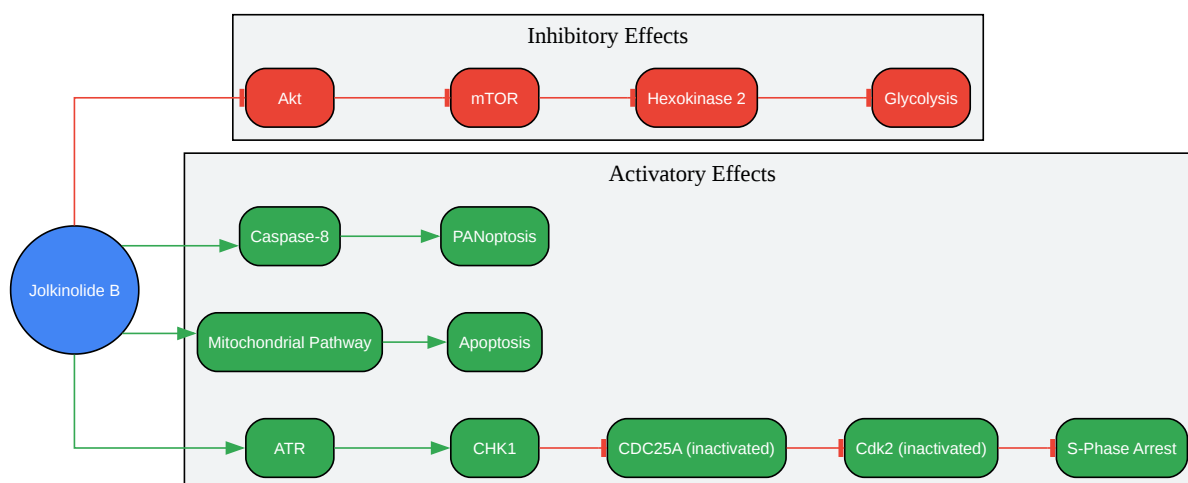 Inhibitory Effects
Akt
mTOR
Hexokinase 2
Glycolysis
Activatory Effects
Caspase-8
PANoptosis
Jolkinolide B
Mitochondrial Pathway
Apoptosis
ATR
CHK1
CDC25A (inactivated)
Cdk2 (inactivated)
S-Phase Arrest